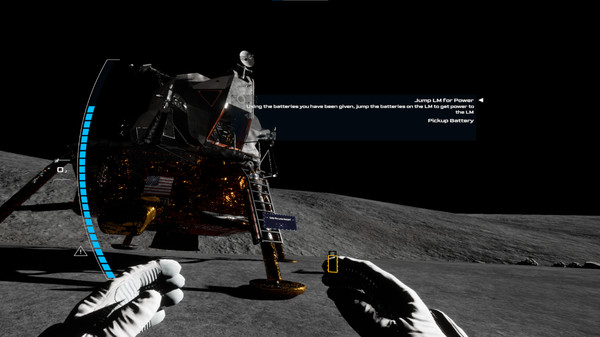 Jump LM for Power
Using the batteries you have been given, jump the batteries on the LM to get power to
the LM
Pickup Battery